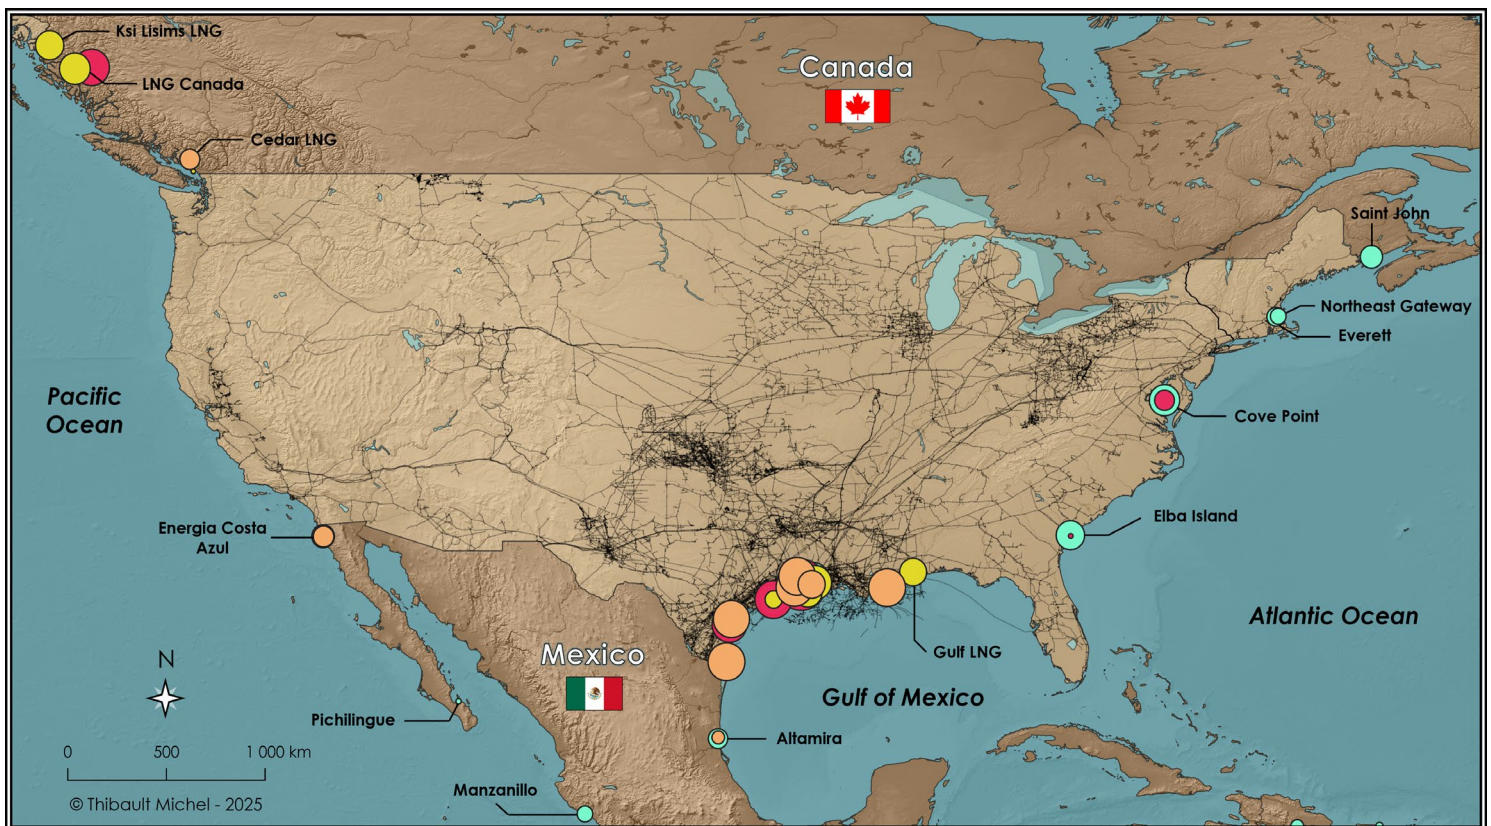 Ksi Lisims LNG
Canada
LNG Canada
Cedar LNG
Saint John
Northeast Gateway
Everett
Pacific
Ocean
Cove Point
Elba Island
Energia Costa
Azul
Atlantic Ocean
Gulf LNG
Mexico
N
Gulf of Mexico
Pichilingue
Altamira
0 500 1 000 km
Manzanillo
© Thibault Michel - 2025